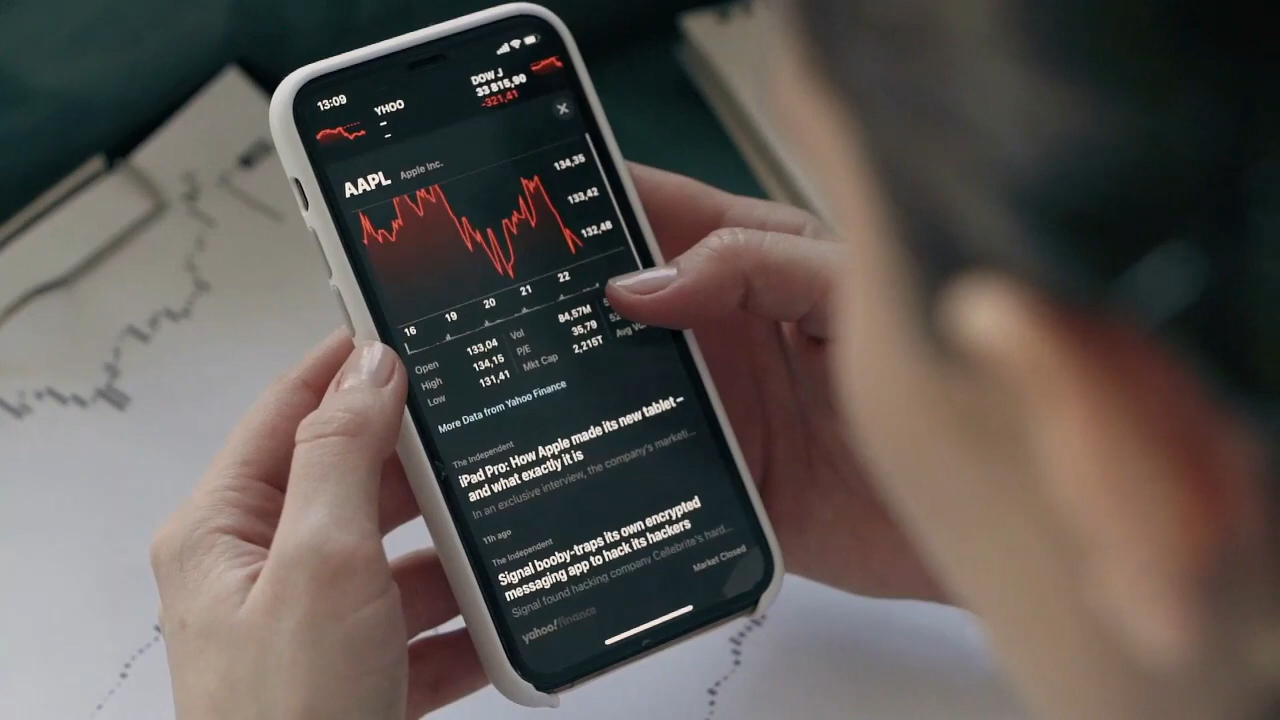 13:09
YHOO
–
–
DOW J
33 815,90
-321,41
AAPL Apple Inc.
134,35
133,42
132,48
16 19 20 21 22
Open 133,04
High 134,15
Low 131,41
Vol 84,57M
P/E 35,79
Mkt Cap 2,215T
Avg
More Data from Yahoo Finance
The Independent
iPad Pro: How Apple made its new tablet –
and what exactly it is
In an exclusive interview, the company's marketi...
11h ago
The Independent
Signal booby-traps its own encrypted
messaging app to hack its hackers
Signal found hacking company Cellebrite's hard...
yahoo!finance
Market Closed